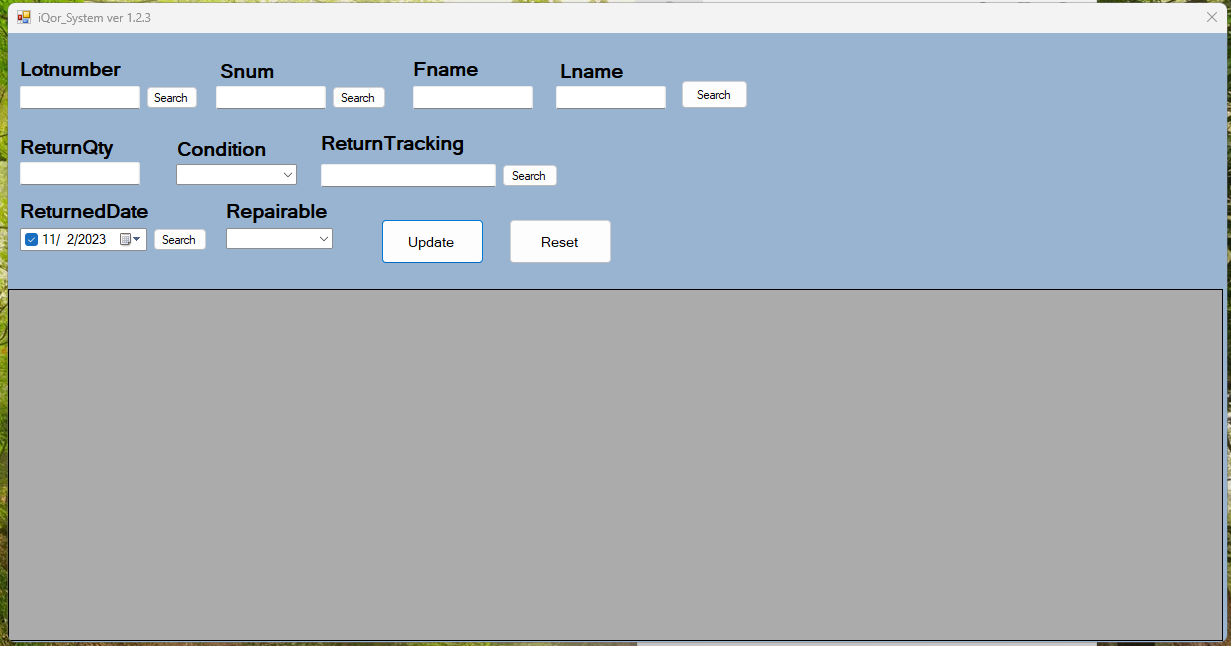 iQor_System ver 1.2.3
Lotnumber Snum Fname Lname
Search Search Search
ReturnQty Condition ReturnTracking
Search
ReturnedDate Repairable
11/ 2/2023 Search Update Reset